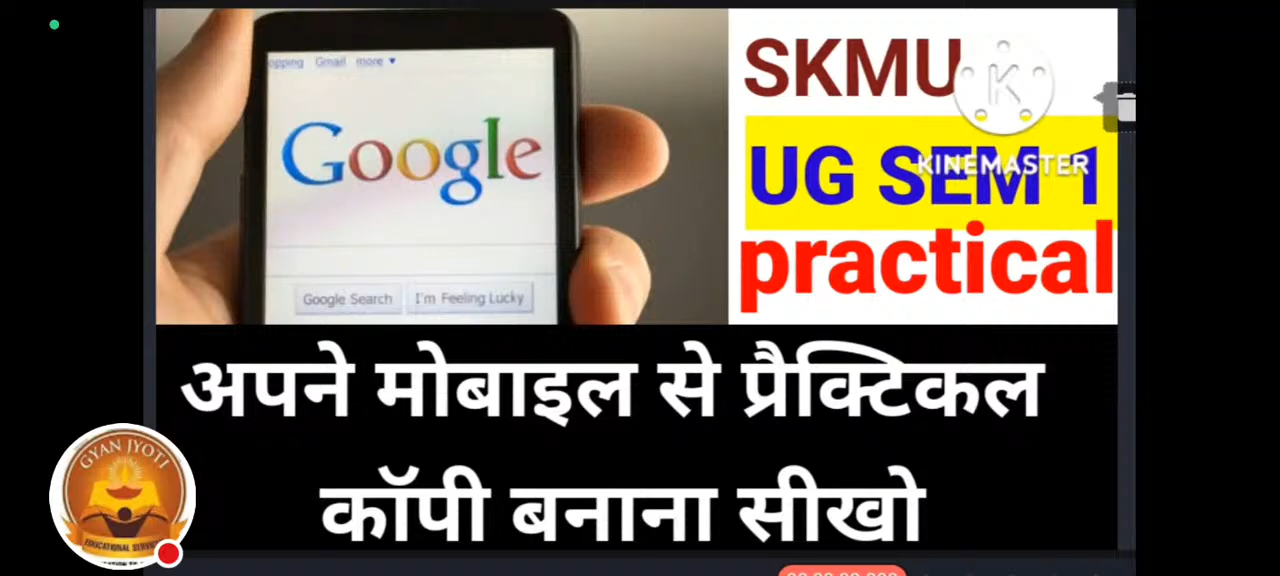 opping Gmail more ▼
Google
Google Search I'm Feeling Lucky
SKMU
UG SEM 1
practical
K
KINEMASTER
अपने मोबाइल से प्रैक्टिकल
कॉपी बनाना सीखो
GYAN JYOTI
EDUCATIONAL SERVICE